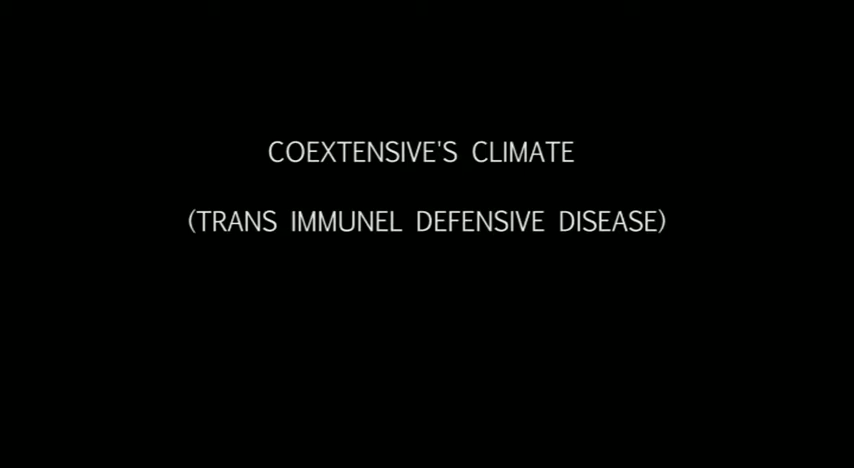 COEXTENSIVE'S CLIMATE
(TRANS IMMUNEL DEFENSIVE DISEASE)